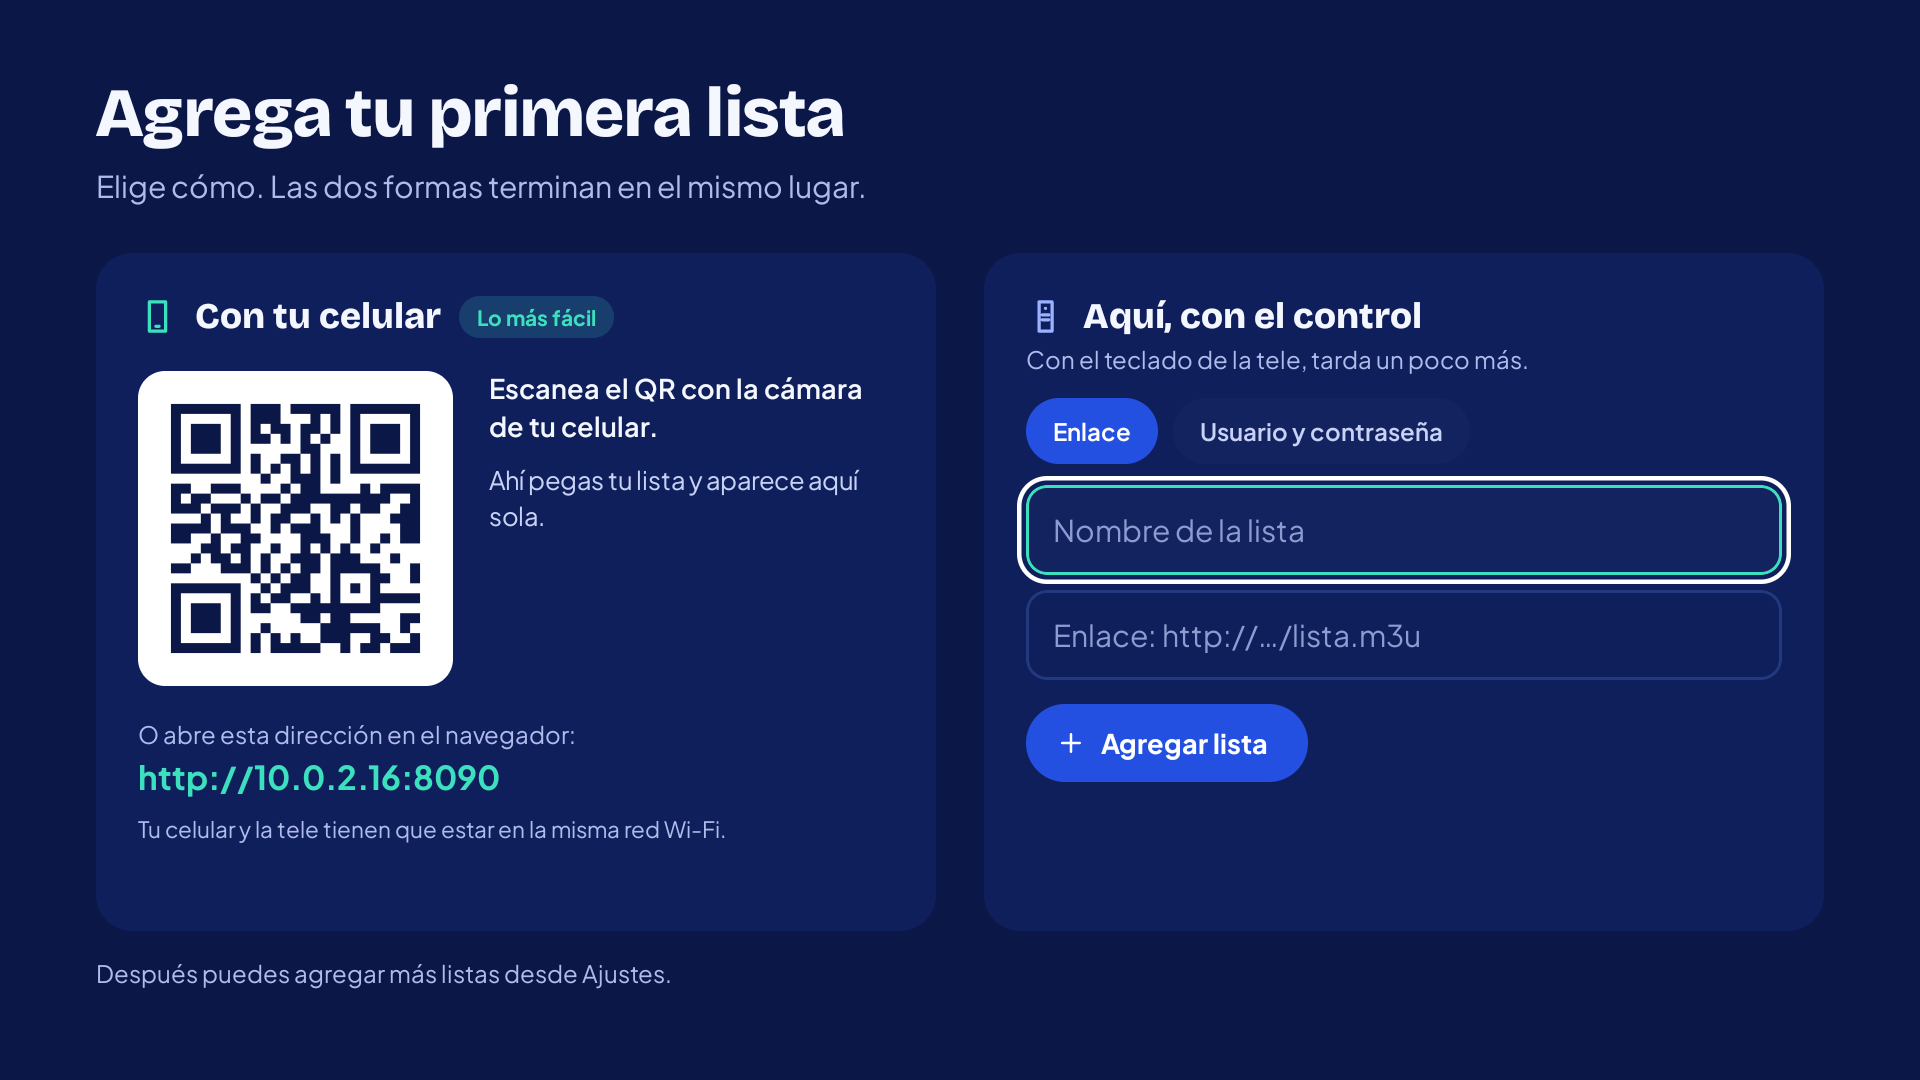 Agrega tu primera lista
Elige cómo. Las dos formas terminan en el mismo lugar.
Con tu celular
Lo más fácil
Escanea el QR con la cámara
de tu celular.
Ahí pegas tu lista y aparece aquí
sola.
O abre esta dirección en el navegador:
http://10.0.2.16:8090
Tu celular y la tele tienen que estar en la misma red Wi-Fi.
Aquí, con el control
Con el teclado de la tele, tarda un poco más.
Enlace
Usuario y contraseña
Nombre de la lista
Enlace: http://…/lista.m3u
Agregar lista
Después puedes agregar más listas desde Ajustes.